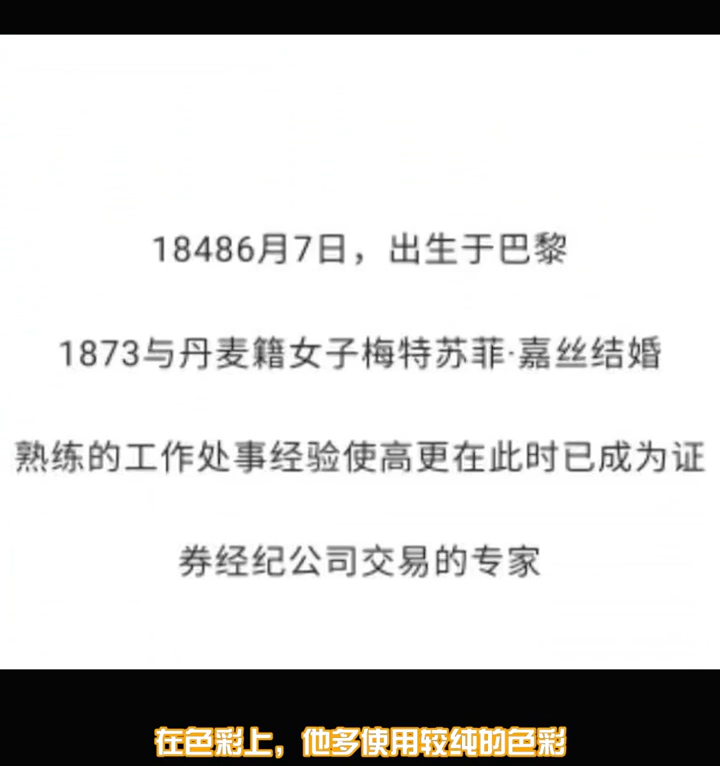 18486月7日，出生于巴黎
1873与丹麦籍女子梅特苏菲·嘉丝结婚
熟练的工作处事经验使高更在此时已成为证
券经纪公司交易的专家
在色彩上，他多使用较纯的色彩